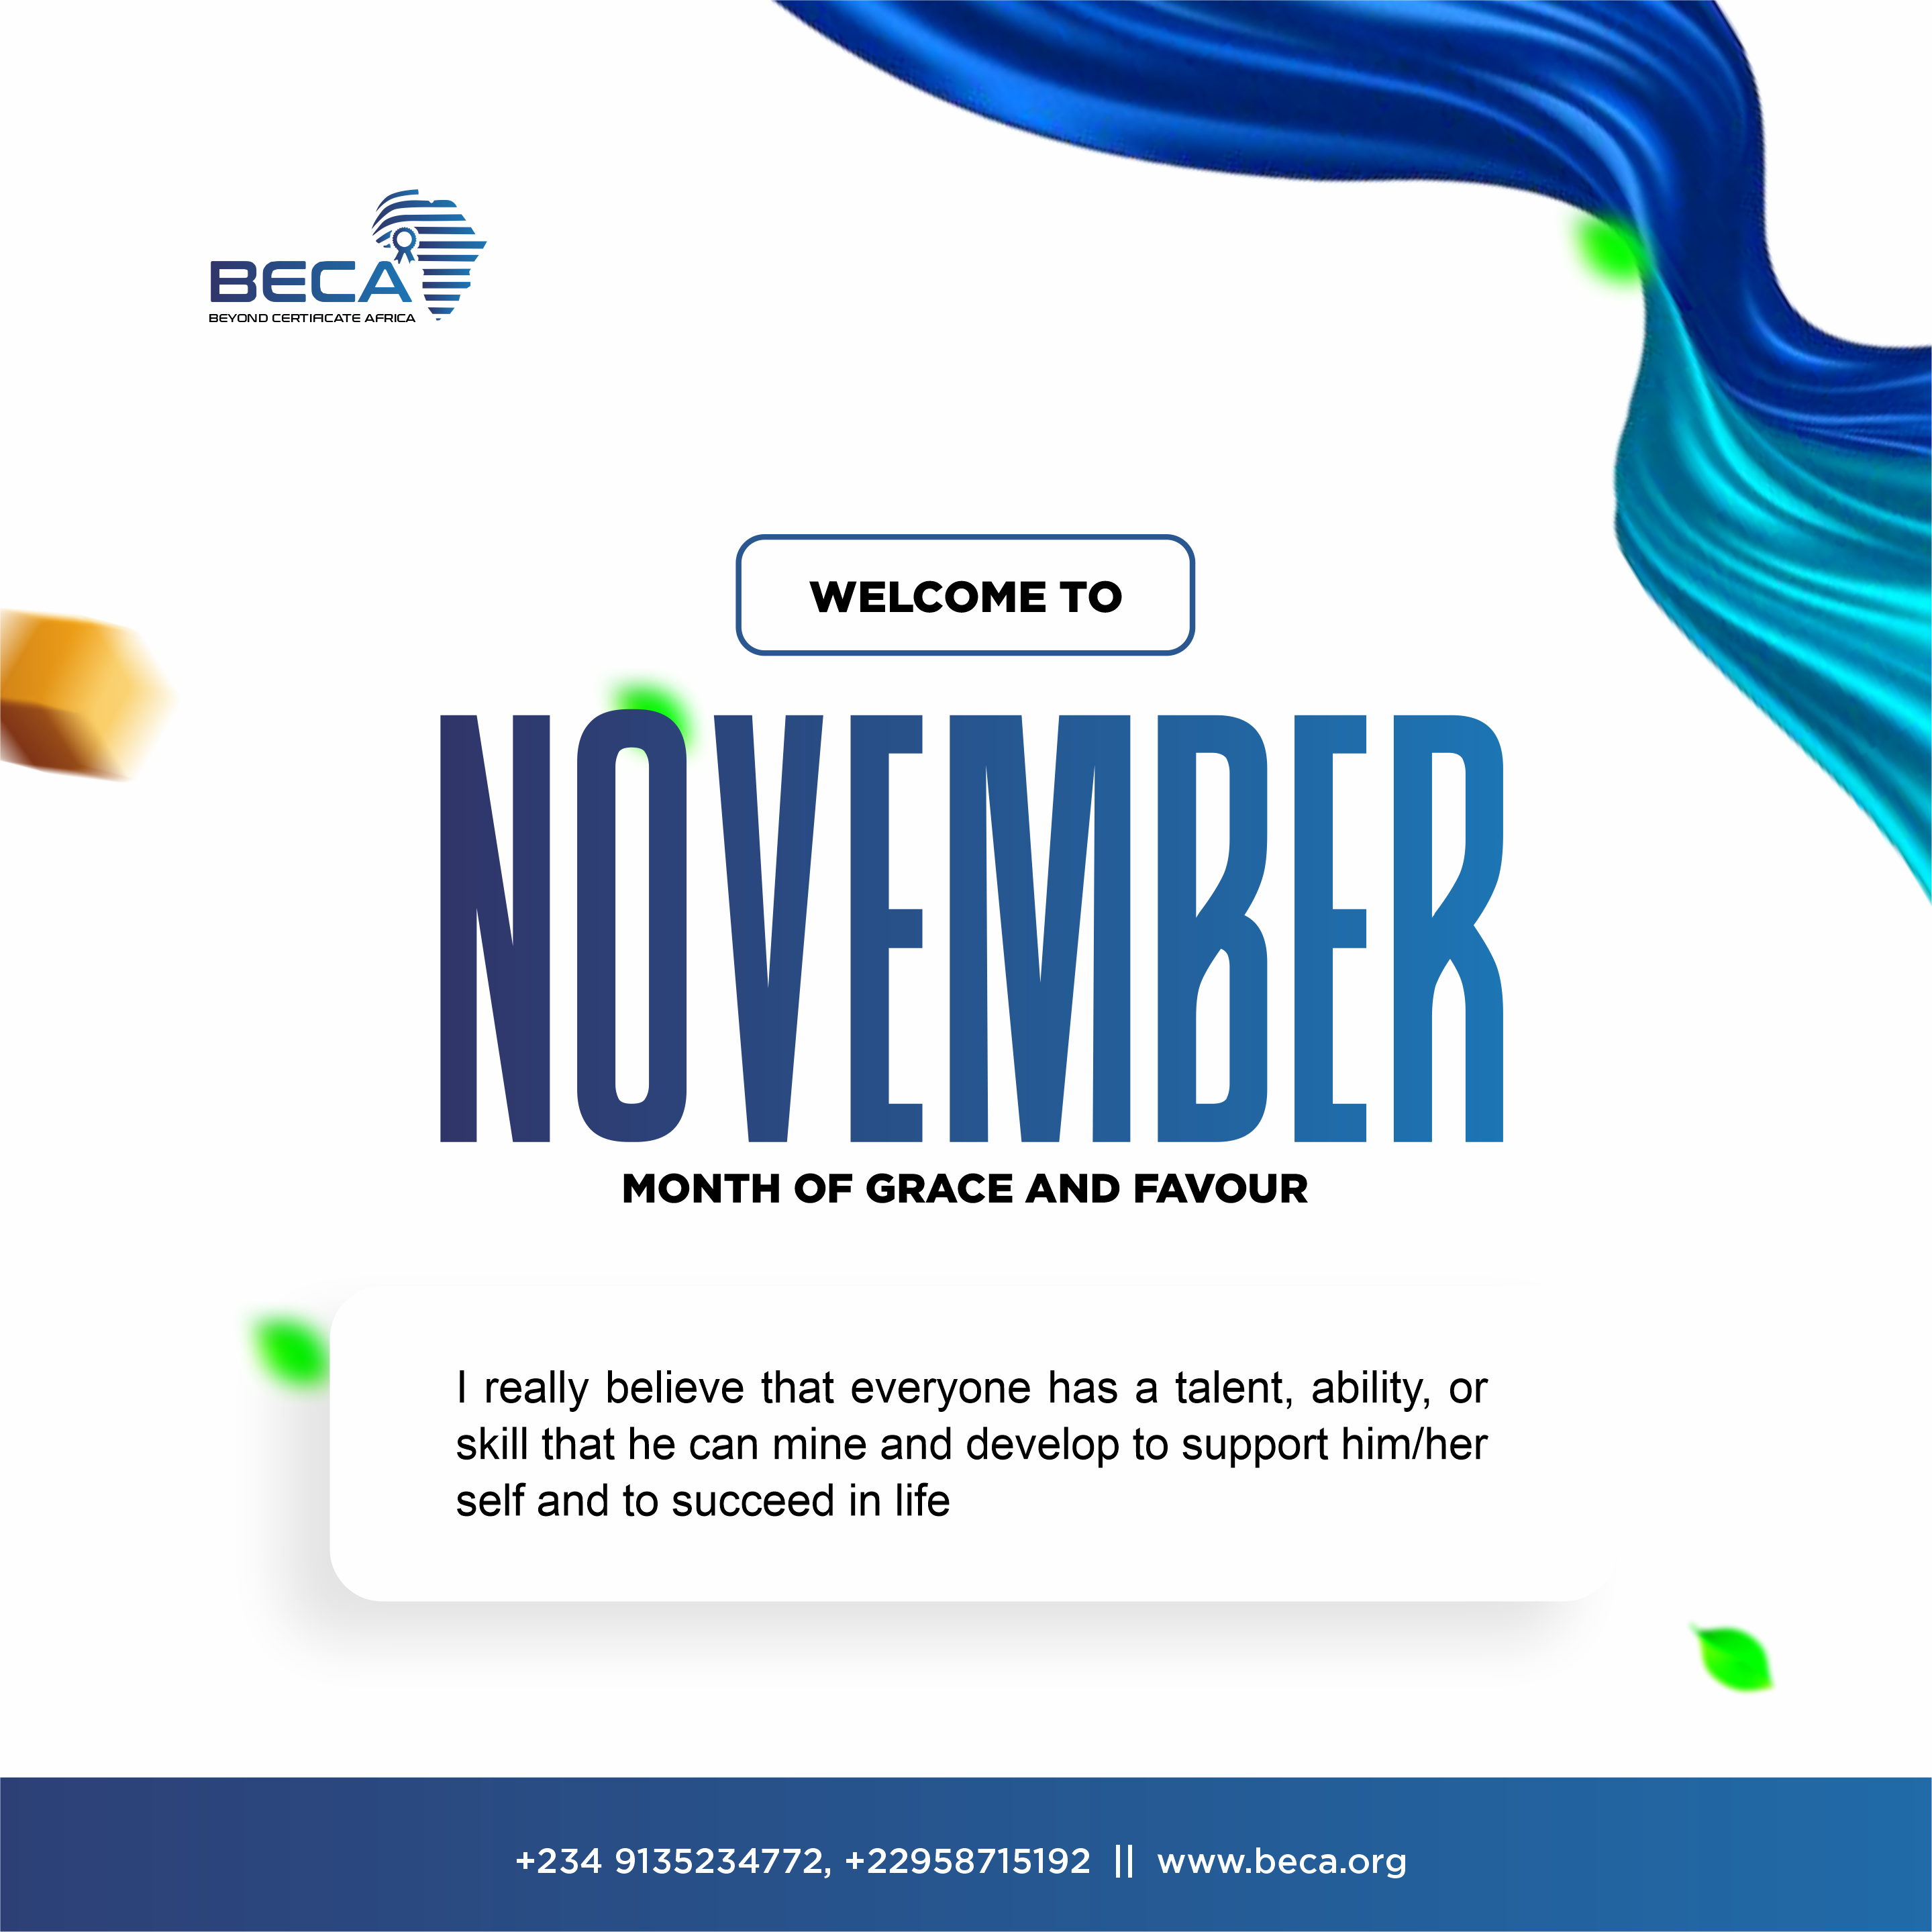 BECA
BEYOND CERTIFICATE AFRICA
WELCOME TO
NOVEMBER
MONTH OF GRACE AND FAVOUR
I really believe that everyone has a talent, ability, or
skill that he can mine and develop to support him/her
self and to succeed in life
+234 9135234772, +22958715192 || www.beca.org